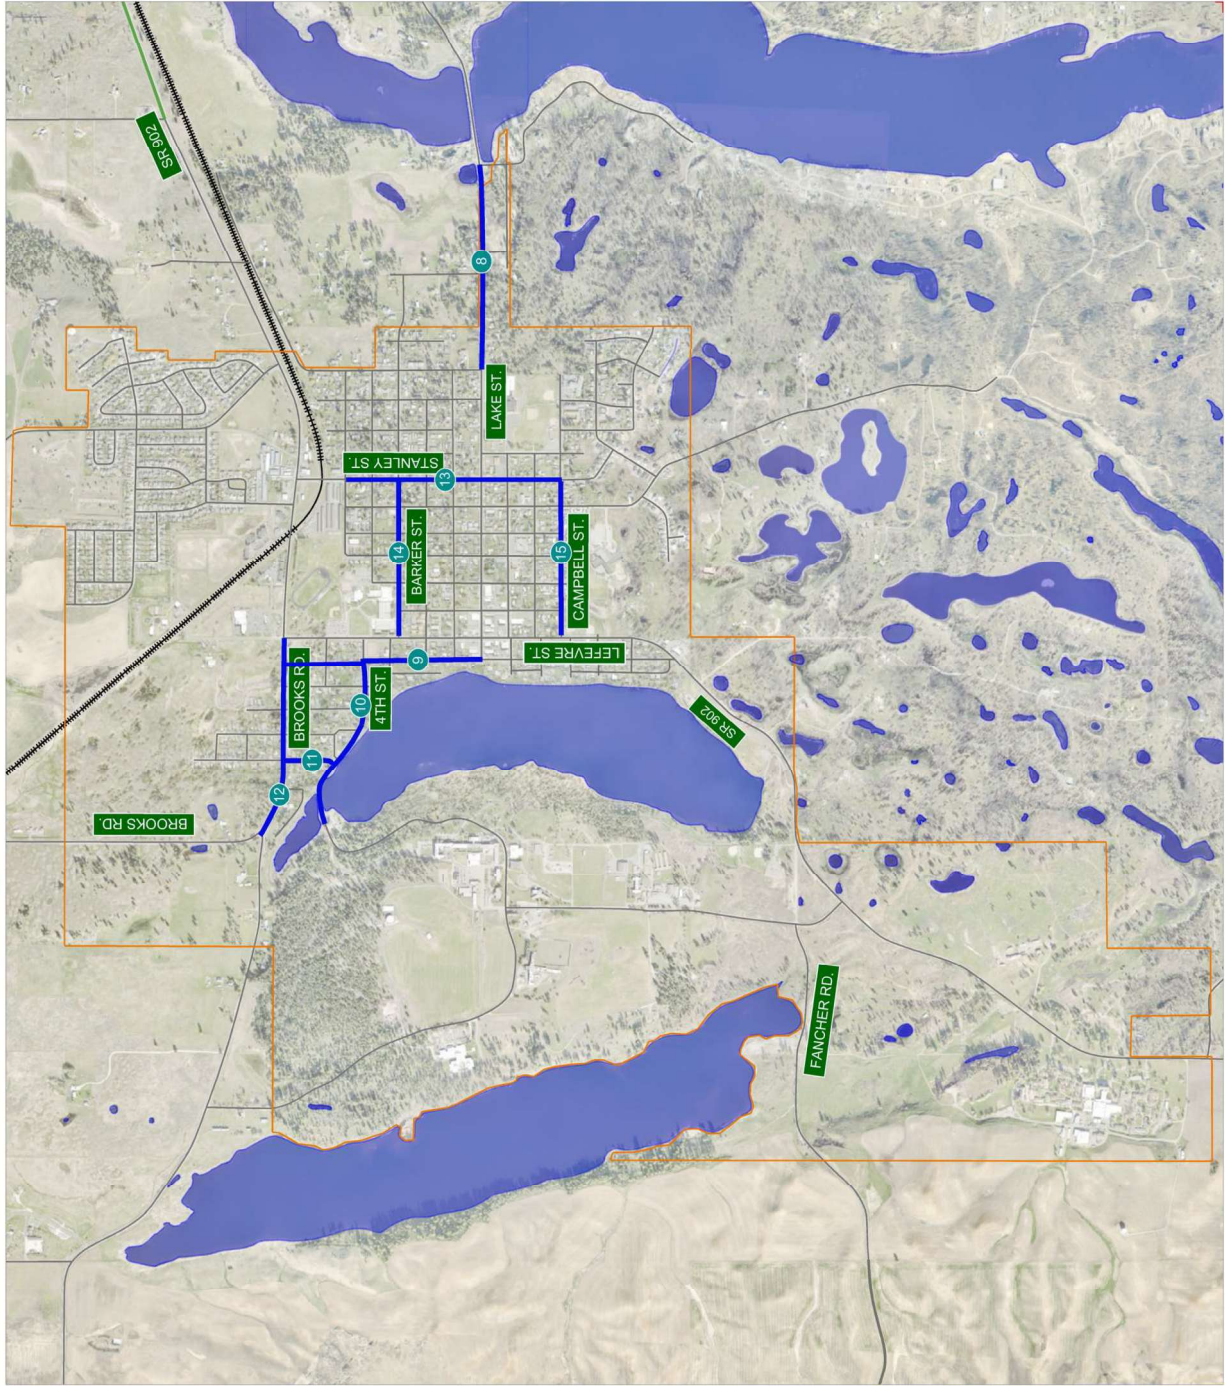 SR 902
8
LAKE ST.
STANLEY ST.
13
14
BARKER ST.
15
CAMPBELL ST.
BROOKS RD.
9
LEFEVRE ST.
10
4TH ST.
11
SR 902
12
BROOKS RD.
FANCHER RD.